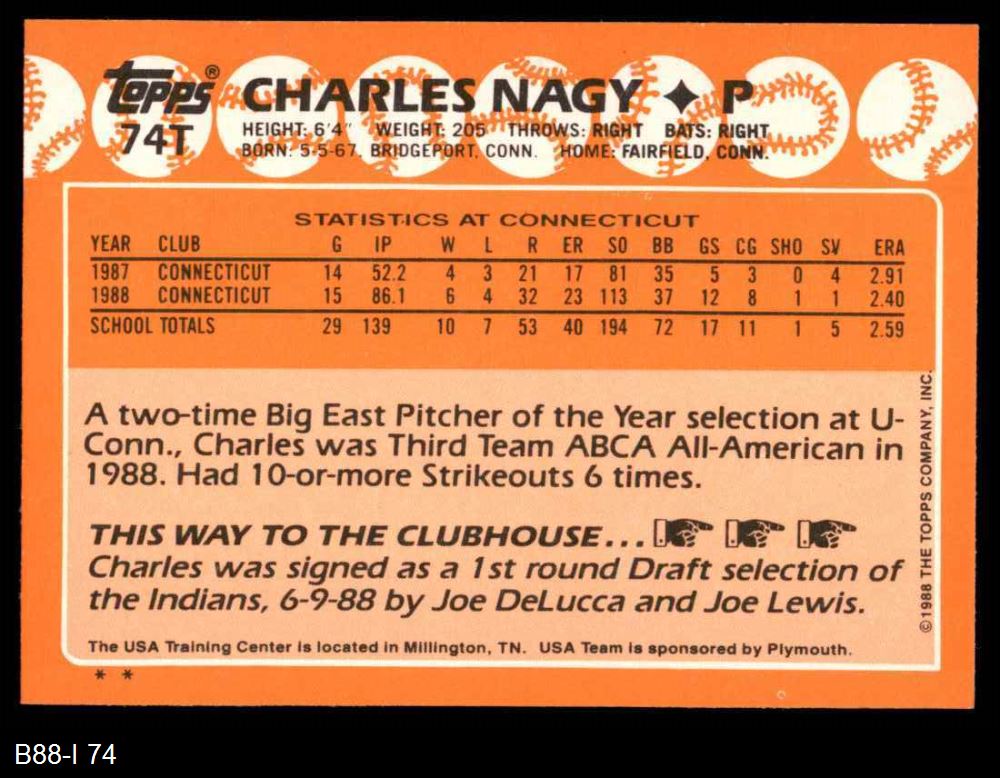 Topps® CHARLES NAGY ✦ P
74T
HEIGHT: 6'4" WEIGHT: 205 THROWS: RIGHT BATS: RIGHT
BORN: 5-5-67, BRIDGEPORT, CONN. HOME: FAIRFIELD, CONN.
STATISTICS AT CONNECTICUT
YEAR CLUB G IP W L R ER SO BB GS CG SHO SV ERA
1987 CONNECTICUT 14 52.2 4 3 21 17 81 35 5 3 0 4 2.91
1988 CONNECTICUT 15 86.1 6 4 32 23 113 37 12 8 1 1 2.40
SCHOOL TOTALS 29 139 10 7 53 40 194 72 17 11 1 5 2.59
A two-time Big East Pitcher of the Year selection at U-
Conn., Charles was Third Team ABCA All-American in
1988. Had 10-or-more Strikeouts 6 times.
THIS WAY TO THE CLUBHOUSE...
Charles was signed as a 1st round Draft selection of
the Indians, 6-9-88 by Joe DeLucca and Joe Lewis.
The USA Training Center is located in Millington, TN. USA Team is sponsored by Plymouth.
©1988 THE TOPPS COMPANY, INC.
* *
B88-I 74